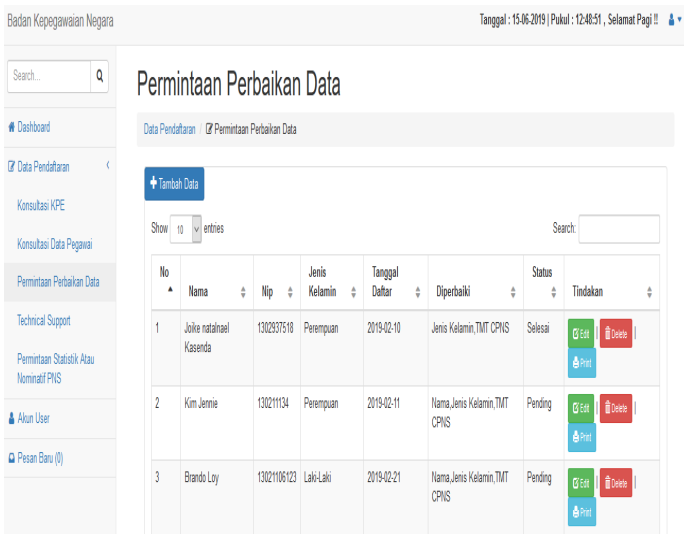 Badan Kepegawaian Negara
Tanggal : 15-06-2019 | Pukul : 12:48:51 , Selamat Pagi !!
Search...
Dashboard
Data Pendaftaran
Konsultasi KPE
Konsultasi Data Pegawai
Permintaan Perbaikan Data
Technical Support
Permintaan Statistik Atau
Nominatif PNS
Akun User
Pesan Baru (0)
Permintaan Perbaikan Data
Data Pendaftaran / Permintaan Perbaikan Data
Tambah Data
Show 10 entries
Search:
No Nama Nip Jenis Kelamin Tanggal Daftar Diperbaiki Status Tindakan
1 Joike natalnael Kasenda 1302937518 Perempuan 2019-02-10 Jenis Kelamin,TMT CPNS Selesai Edit | Delete |
Print
2 Kim Jennie 130211134 Perempuan 2019-02-11 Nama,Jenis Kelamin,TMT CPNS Pending Edit | Delete |
Print
3 Brando Loy 13021106123 Laki-Laki 2019-02-21 Nama,Jenis Kelamin,TMT CPNS Pending Edit | Delete |
Print